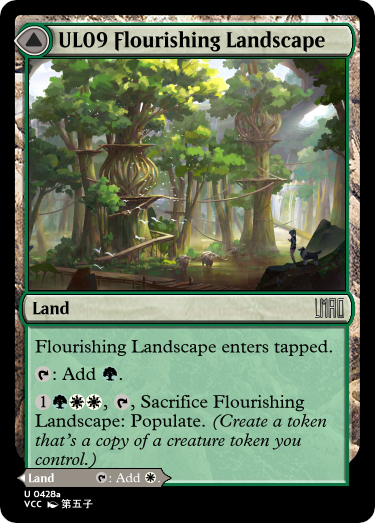 UL09 Flourishing Landscape
Land
LMAO
Flourishing Landscape enters tapped.
: Add .
1, , Sacrifice Flourishing
Landscape: Populate. (Create a token
that's a copy of a creature token you
control.)
Land : Add .
U 0428a
VCC 第五子